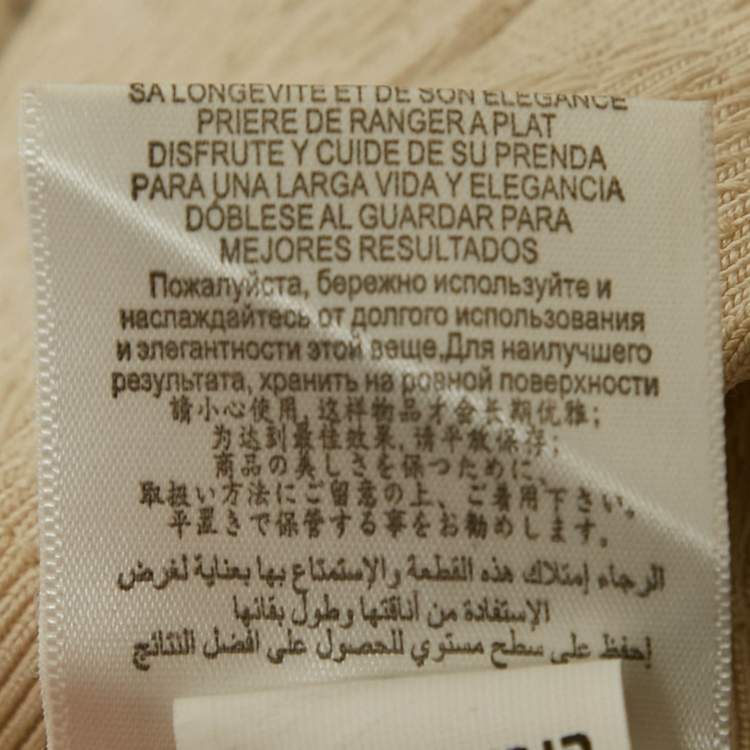 SA LONGEVITE ET DE SON ELEGANCE
PRIERE DE RANGER A PLAT
DISFRUTE Y CUIDE DE SU PRENDA
PARA UNA LARGA VIDA Y ELEGANCIA
DÓBLESE AL GUARDAR PARA
MEJORES RESULTADOS
Пожалуйста, бережно используйте и
наслаждайтесь от долгого использования
и элегантности этой веще.Для наилучшего
результата, хранить на ровной поверхности
請小心使用,这样物品才会长期优雅;
为达到最佳效果,请平敞保存;
商品の美しさを保つために、
取扱い方法にご留意の上、ご着用下さい。
平置きで保管する事をお勧めします。
الرجاء إمتلاك هذه القطعة والإستمتاع بها بعناية لغرض
الإستفادة من أناقتها وطول بقائها
إحفظ على سطح مستوي للحصول على افضل النتائج